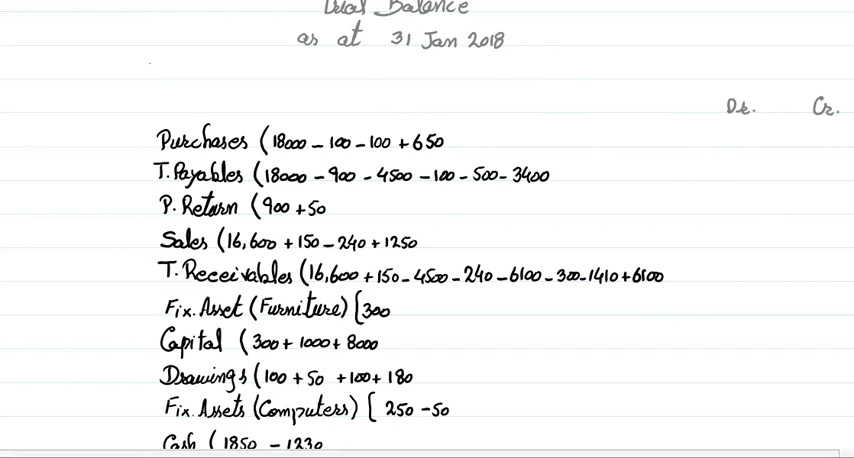 Trial Balance
as at 31 Jan 2018
Dr. Cr.
Purchases (18000 - 100 - 100 + 650
T. Payables (18000 - 900 - 4500 - 100 - 500 - 3400
P. Return (900 + 50
Sales (16,600 + 150 - 240 + 1250
T. Receivables (16,600 + 150 - 4500 - 240 - 6100 - 300 - 1410 + 6100
Fix. Asset (Furniture) [300
Capital (300 + 1000 + 8000
Drawings (100 + 50 + 100 + 180
Fix. Assets (Computers) [ 250 - 50
Cash ( 1850 - 1230